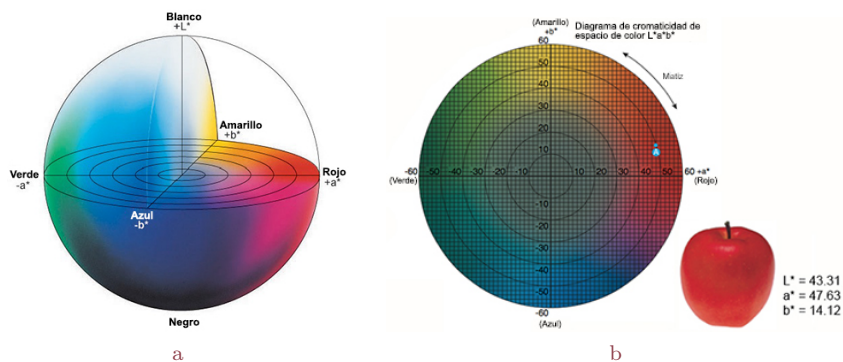 Blanco
+L*
Amarillo
+b*
Verde
-a*
Rojo
+a*
Azul
-b*
Negro
a
(Amarillo)
+b*
60
Diagrama de cromaticidad de
espacio de color L*a*b*
Matiz
50
40
30
20
10
-60 -50 -40 -30 -20 -10 10 20 30 40 50 60 +a*
(Verde)
(Rojo)
-10
-20
-30
-40
-50
-60
(Azul)
L* = 43.31
a* = 47.63
b* = 14.12
b